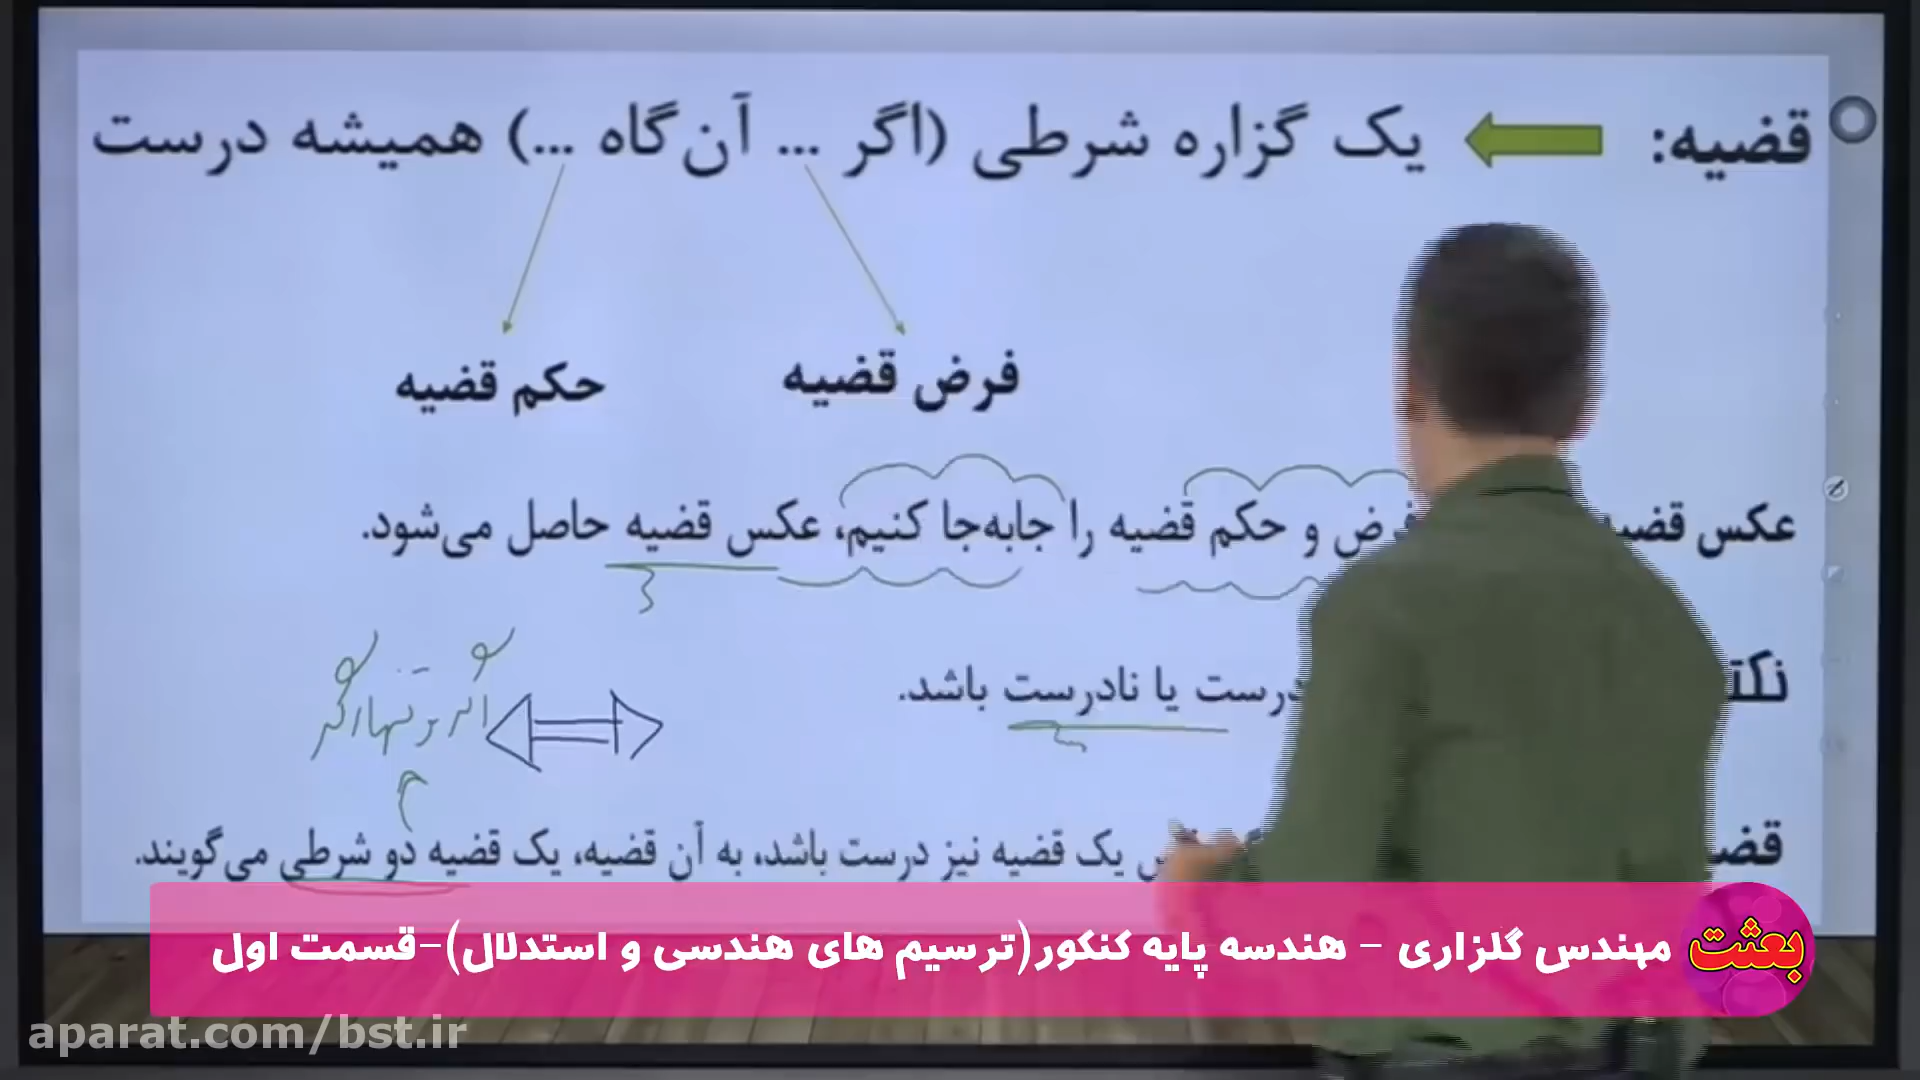 قضیه: یک گزاره شرطی (اگر ... آن‌گاه ...) همیشه درست
فرض قضیه
حکم قضیه
عکس قضیه فرض و حکم قضیه را جابه‌جا کنیم، عکس قضیه حاصل می‌شود.
درست یا نادرست باشد.
اگر و تنها اگر
یک قضیه نیز درست باشد، به آن قضیه، یک قضیه دو شرطی می‌گویند.
بعثت
مهندس گلزاری - هندسه پایه کنکور(ترسیم های هندسی و استدلال)-قسمت اول
aparat.com/bst.ir